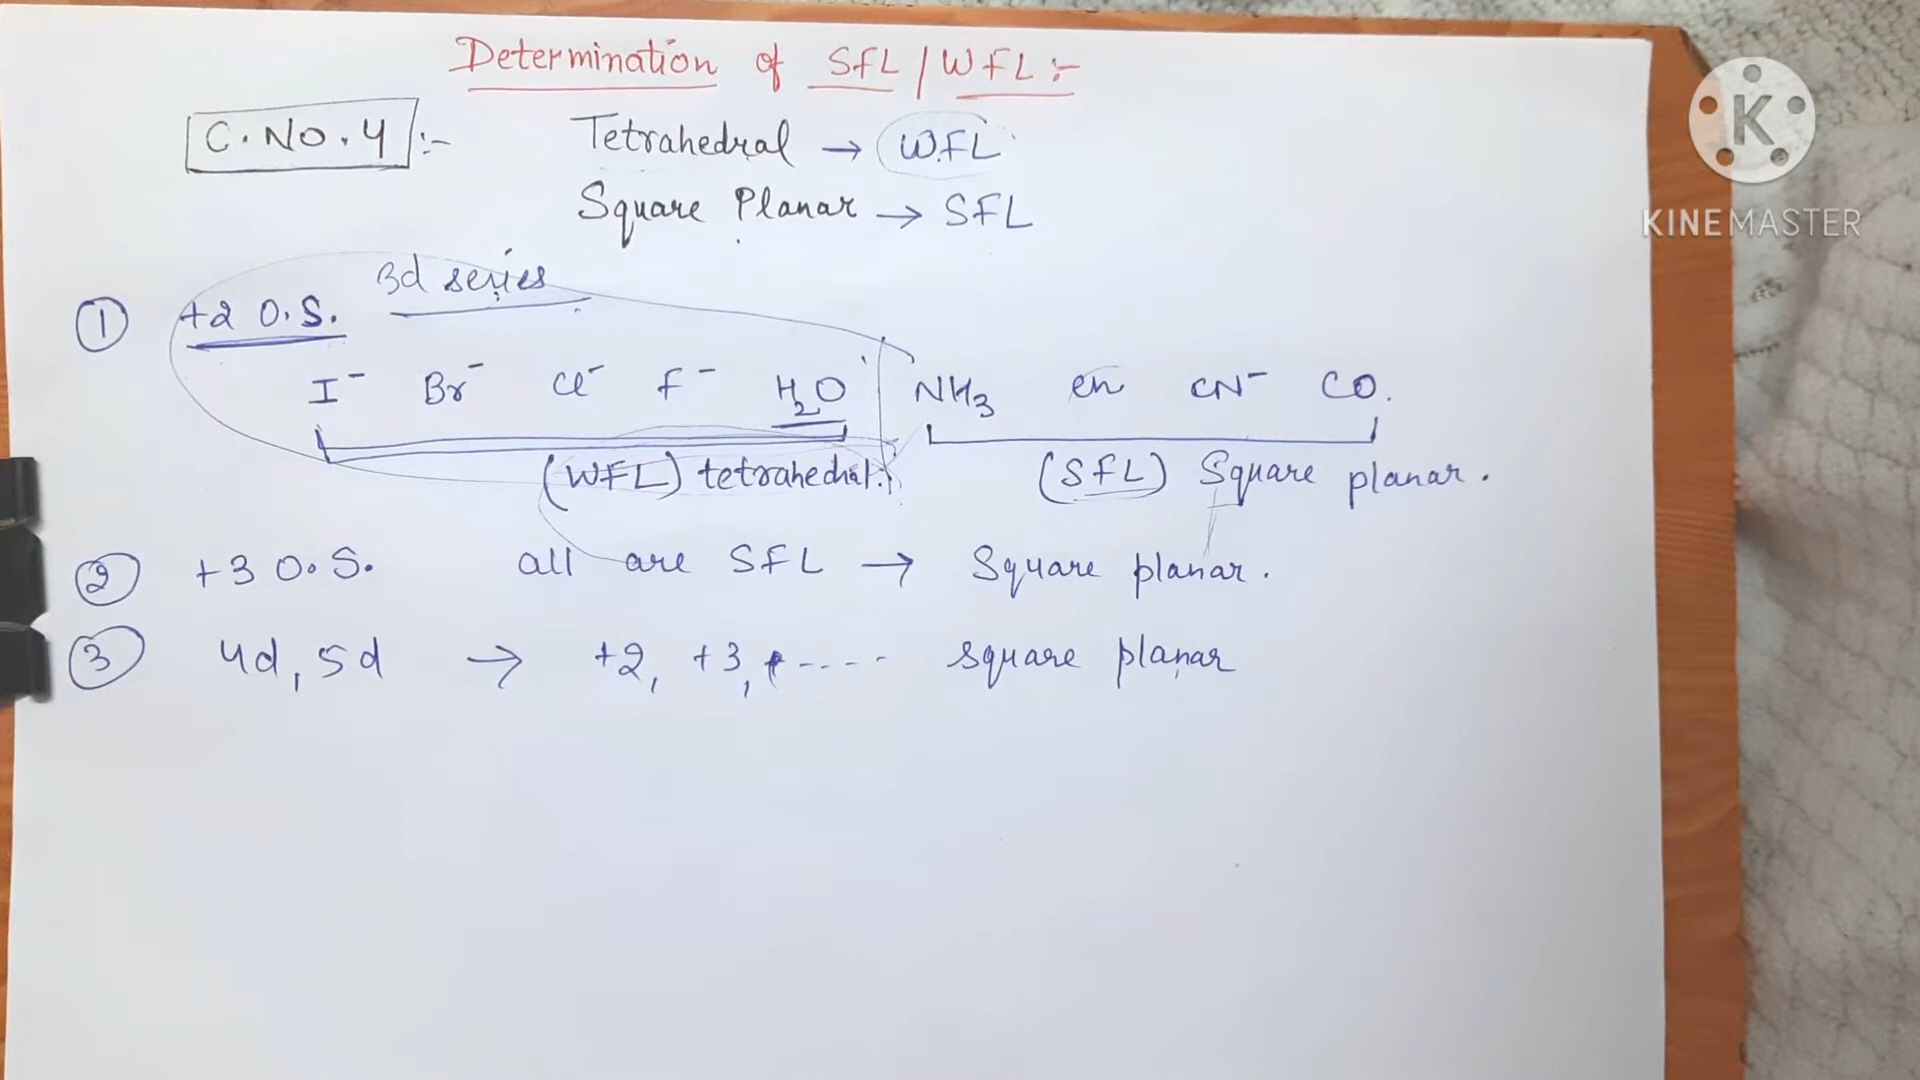 Determination of SFL/WFL:-
C.No.4 :- Tetrahedral → WFL
Square Planar → SFL
① +2 O.S. 3d series
I⁻ Br⁻ Cl⁻ F⁻ H₂O NH₃ en CN⁻ CO.
(WFL) tetrahedral. (SFL) Square planar.
② +3 O.S. all are SFL → Square planar.
③ 4d, 5d → +2, +3, +---- square planar
K
KINEMASTER